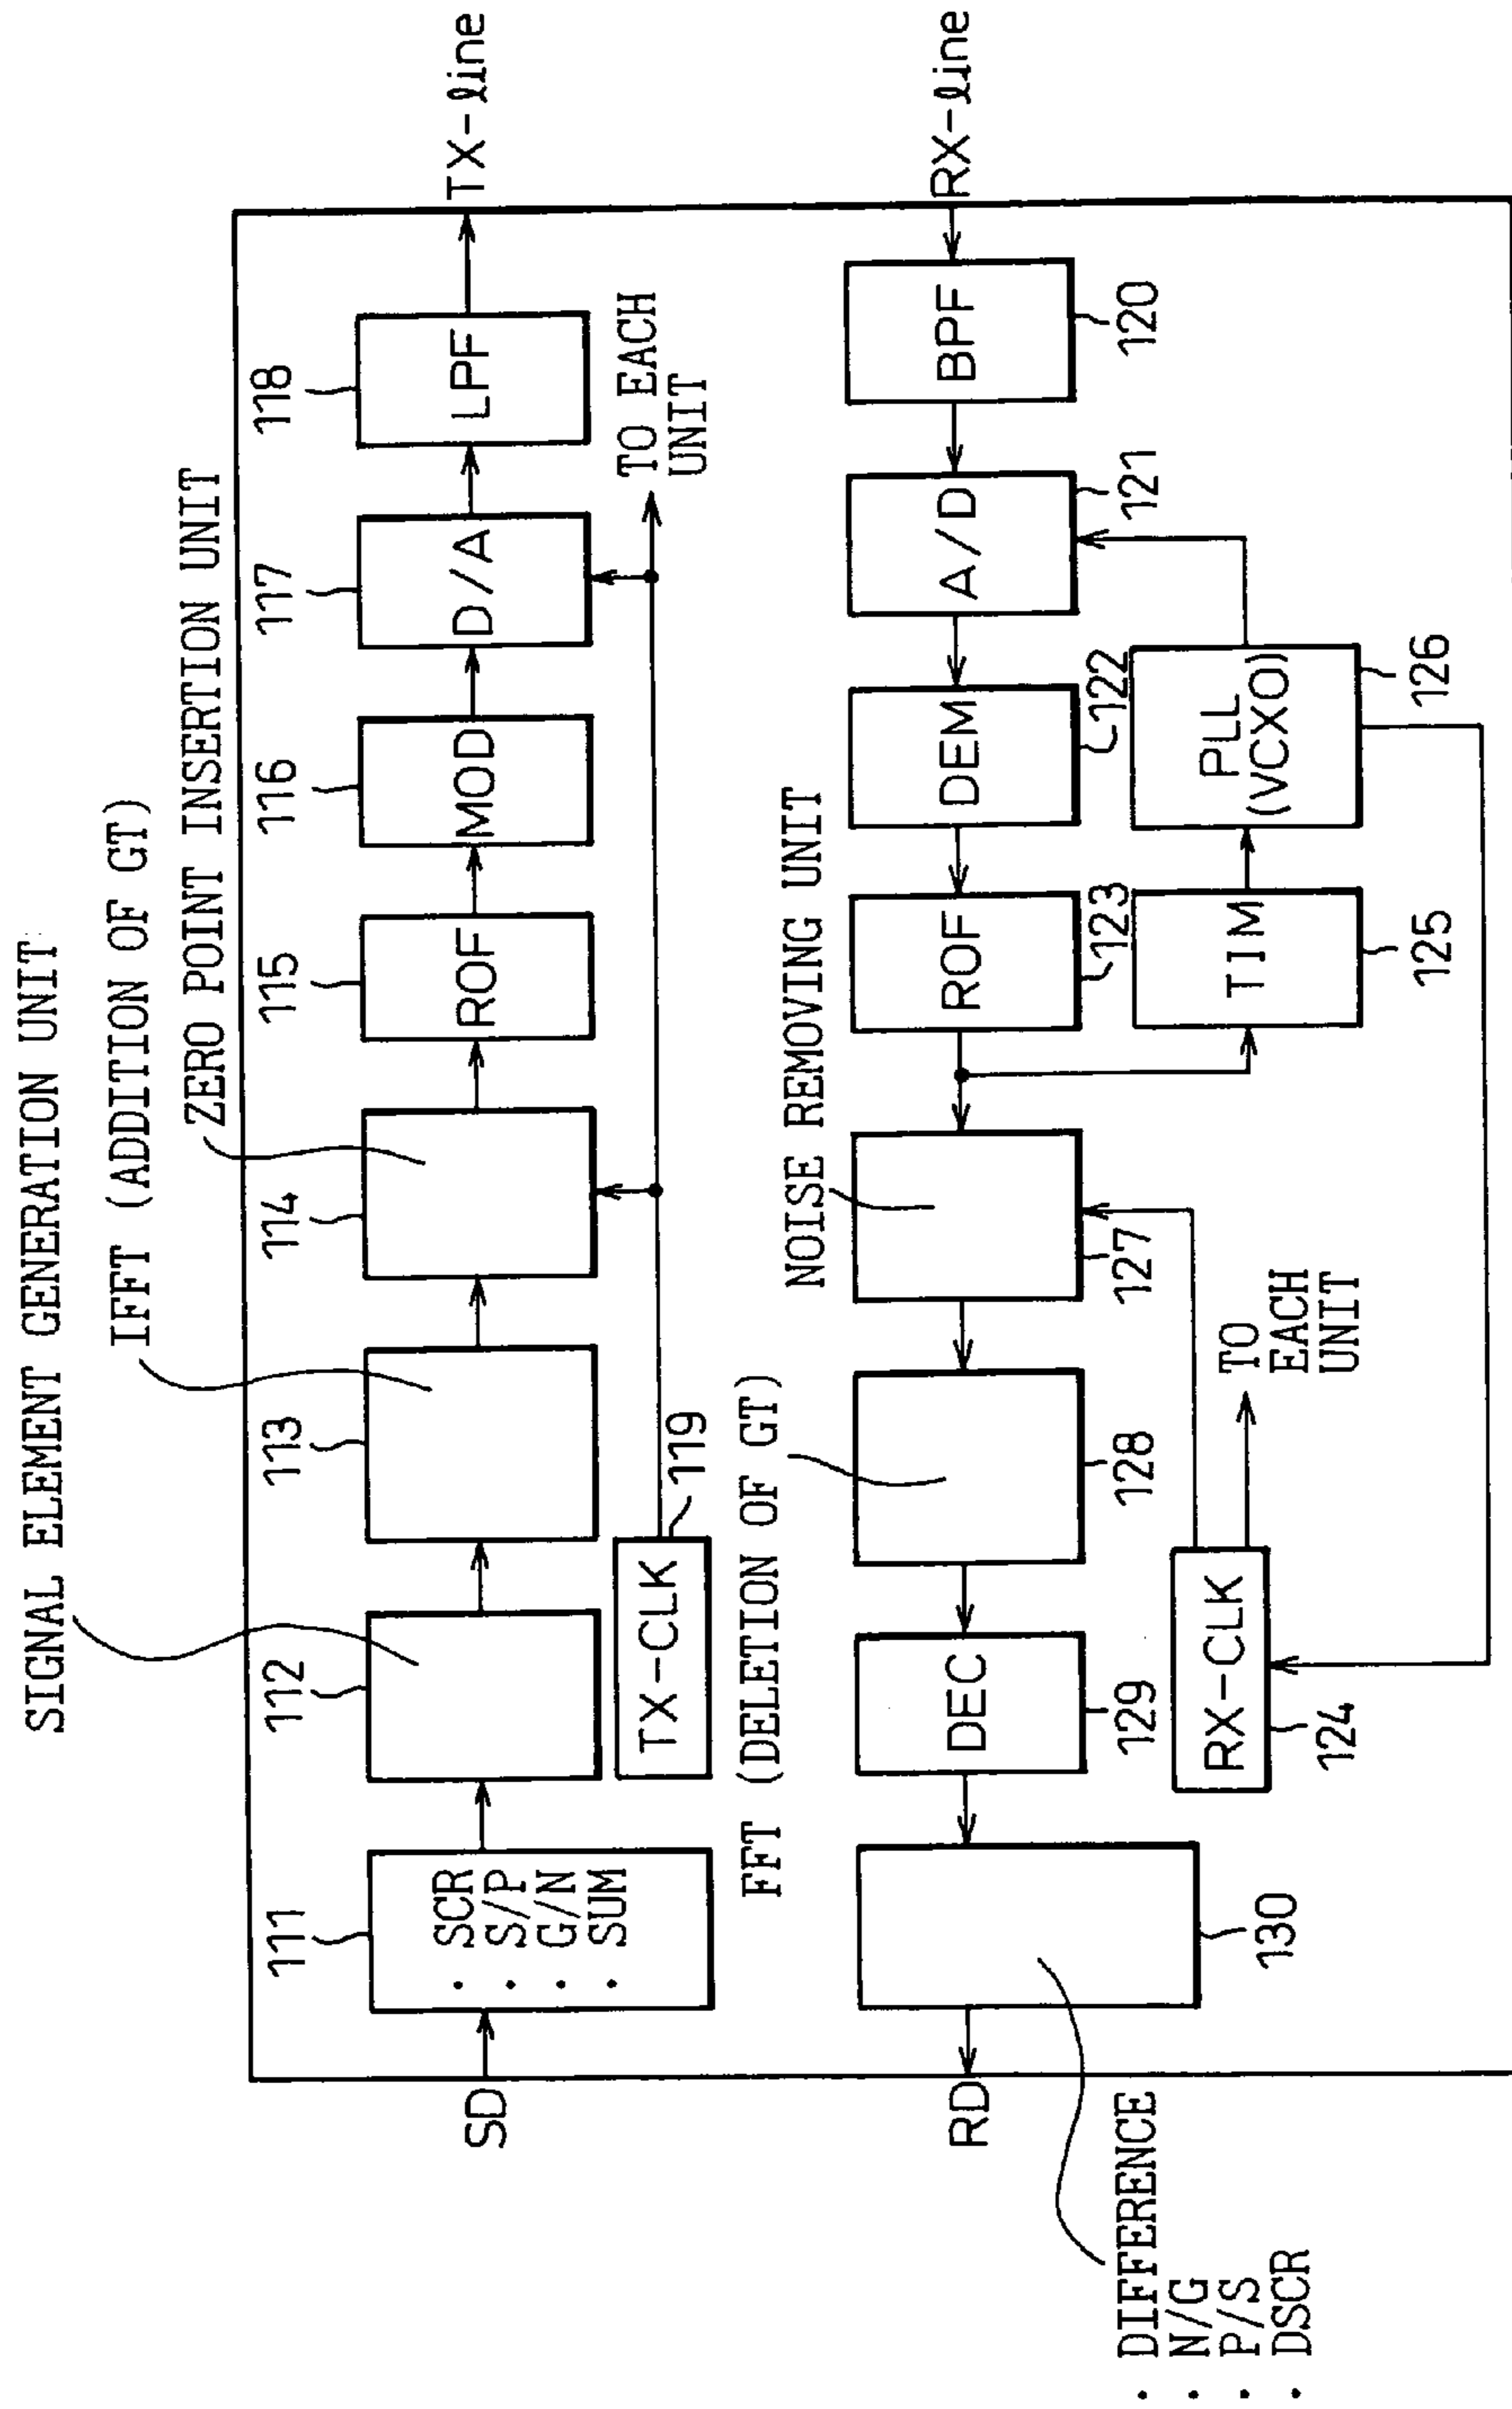 SIGNAL ELEMENT GENERATION UNIT
IFFT (ADDITION OF GT)
ZERO POINT INSERTION UNIT
111
112
113
114
115
116
117
118
SD
· SCR
· S/P
· G/N
· SUM
ROF
MOD
D/A
LPF
TX-line
TX-CLK
119
TO EACH
UNIT
FFT (DELETION OF GT)
NOISE REMOVING UNIT
RD
DEC
ROF
DEM
A/D
BPF
RX-line
130
129
128
127
123
122
121
120
RX-CLK
124
TO
EACH
UNIT
TIM
125
PLL
(VCXO)
126
· DIFFERENCE
· N/G
· P/S
· DSCR